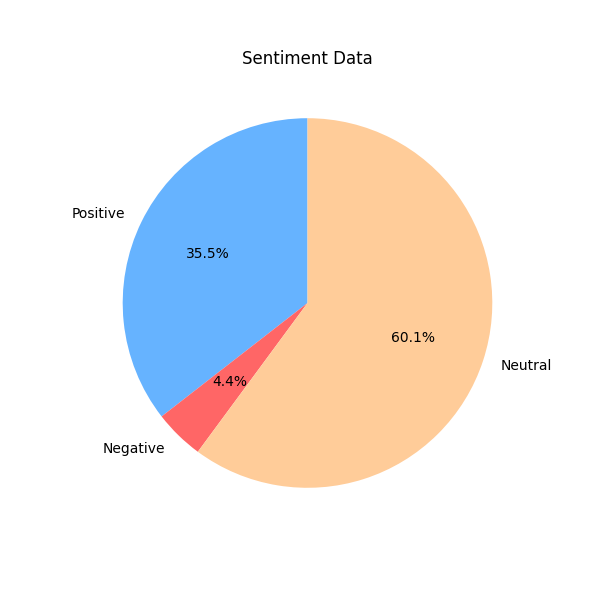 Sentiment Data
Positive
35.5%
60.1%
Neutral
4.4%
Negative